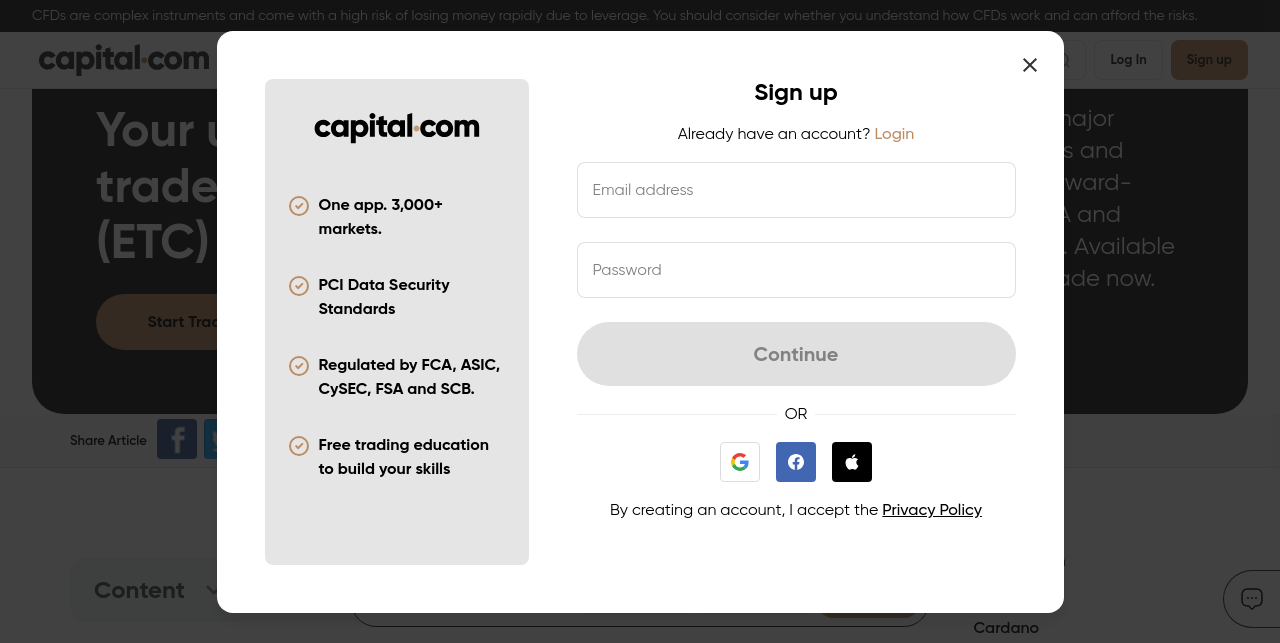 CFDs are complex instruments and come with a high risk of losing money rapidly due to leverage. You should consider whether you understand how CFDs work and can afford the risks.
capital.com
Log In
Sign up
Your
trade
(ETC)
Start
major
and
Available
now.
Share Article
Content
Cardano
capital.com
One app. 3,000+
markets.
PCI Data Security
Standards
Regulated by FCA, ASIC,
CySEC, FSA and SCB.
Free trading education
to build your skills
Sign up
Already have an account? Login
Email address
Password
Continue
OR
By creating an account, I accept the Privacy Policy